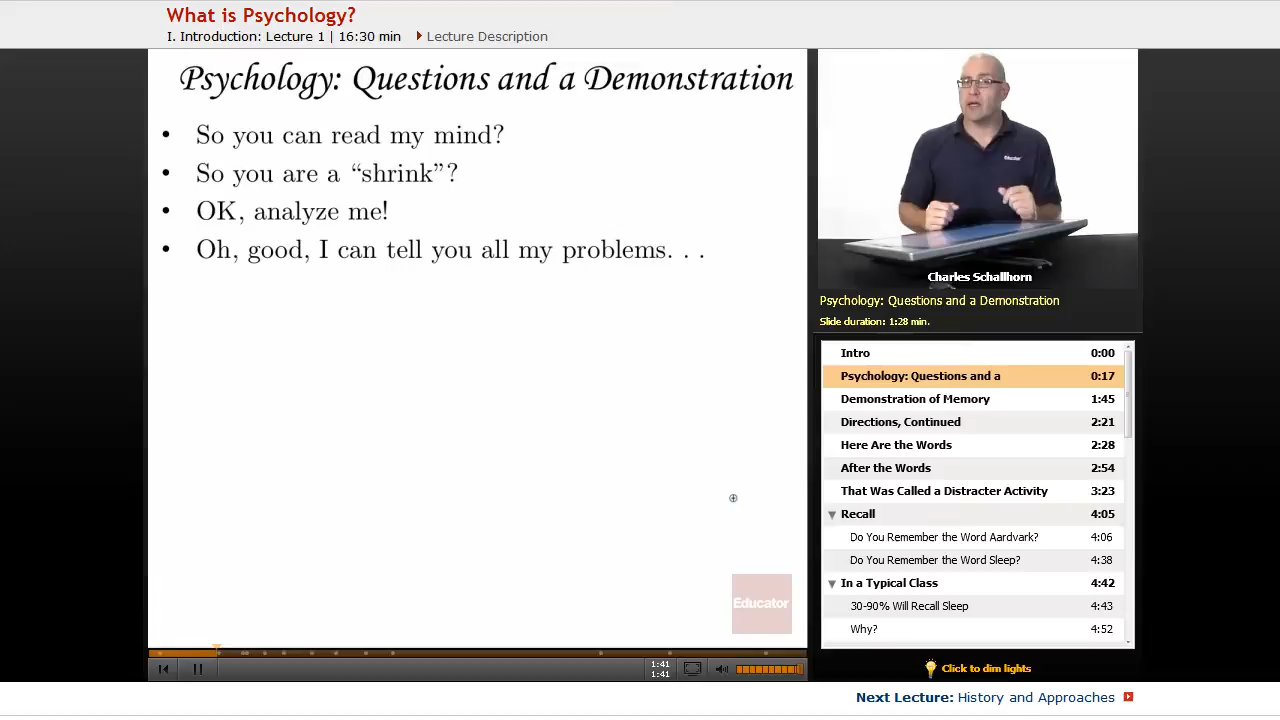 What is Psychology?
I. Introduction: Lecture 1 | 16:30 min
Lecture Description
Psychology: Questions and a Demonstration
• So you can read my mind?
• So you are a “shrink”?
• OK, analyze me!
• Oh, good, I can tell you all my problems. . .
Educator
Educator
Charles Schallhorn
Psychology: Questions and a Demonstration
Slide duration: 1:28 min.
Intro 0:00
Psychology: Questions and a 0:17
Demonstration of Memory 1:45
Directions, Continued 2:21
Here Are the Words 2:28
After the Words 2:54
That Was Called a Distracter Activity 3:23
Recall 4:05
Do You Remember the Word Aardvark? 4:06
Do You Remember the Word Sleep? 4:38
In a Typical Class 4:42
30-90% Will Recall Sleep 4:43
Why? 4:52
1:41
1:41
Click to dim lights
Next Lecture: History and Approaches